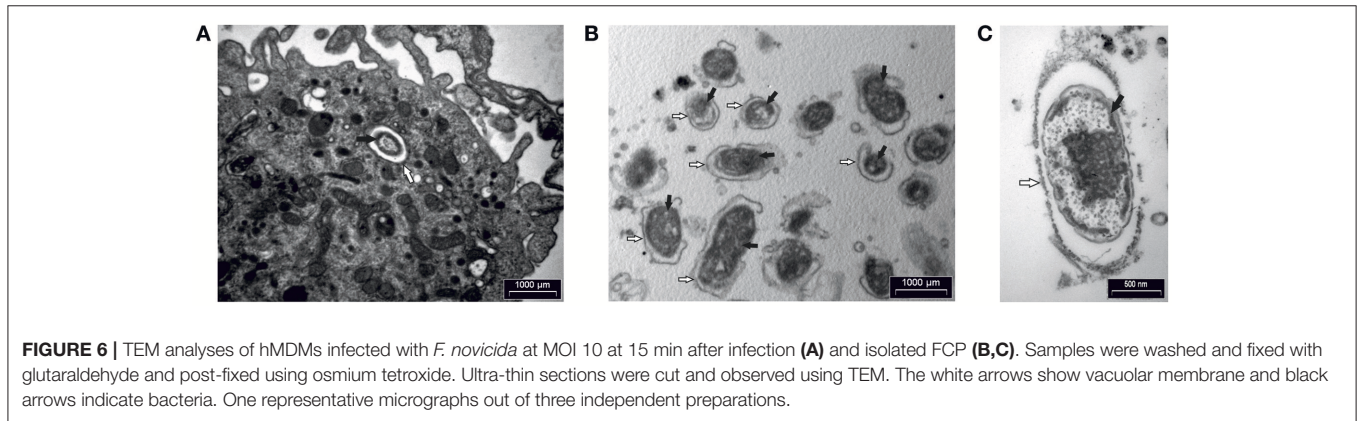 A
B
C
1000 µm
1000 µm
500 nm
FIGURE 6 | TEM analyses of hMDMs infected with F. novicida at MOI 10 at 15 min after infection (A) and isolated FCP (B,C). Samples were washed and fixed with
glutaraldehyde and post-fixed using osmium tetroxide. Ultra-thin sections were cut and observed using TEM. The white arrows show vacuolar membrane and black
arrows indicate bacteria. One representative micrographs out of three independent preparations.